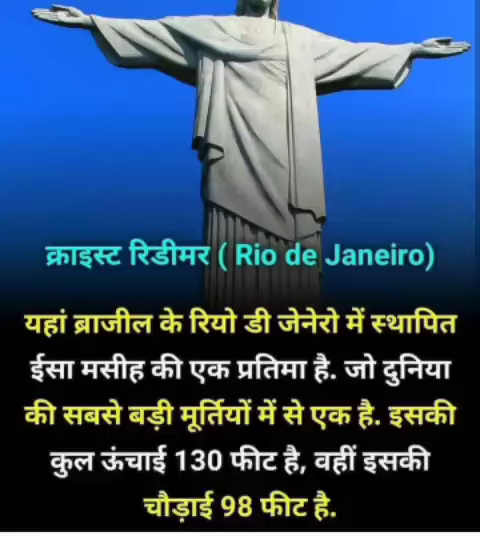 क्राइस्ट रिडीमर ( Rio de Janeiro)
यहां ब्राजील के रियो डी जेनेरो में स्थापित
ईसा मसीह की एक प्रतिमा है. जो दुनिया
की सबसे बड़ी मूर्तियों में से एक है. इसकी
कुल ऊंचाई 130 फीट है, वहीं इसकी
चौड़ाई 98 फीट है.